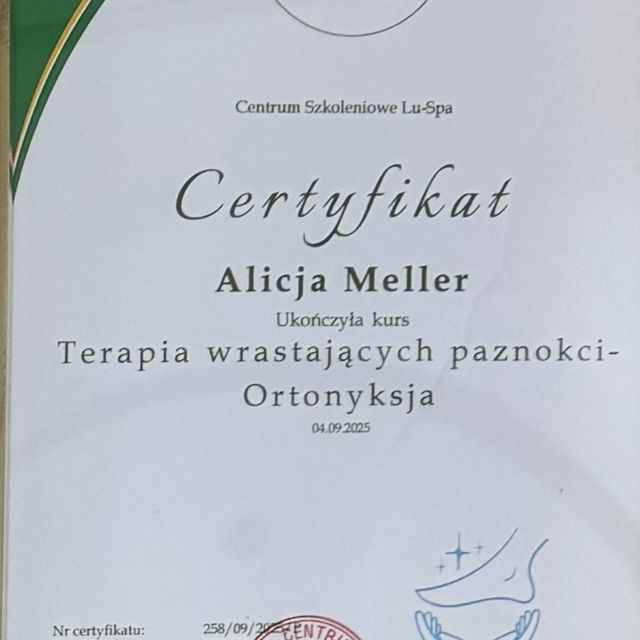 Centrum Szkoleniowe Lu-Spa
Certyfikat
Alicja Meller
Ukończyła kurs
Terapia wrastających paznokci-
Ortonyksja
04.09.2025
Nr certyfikatu: